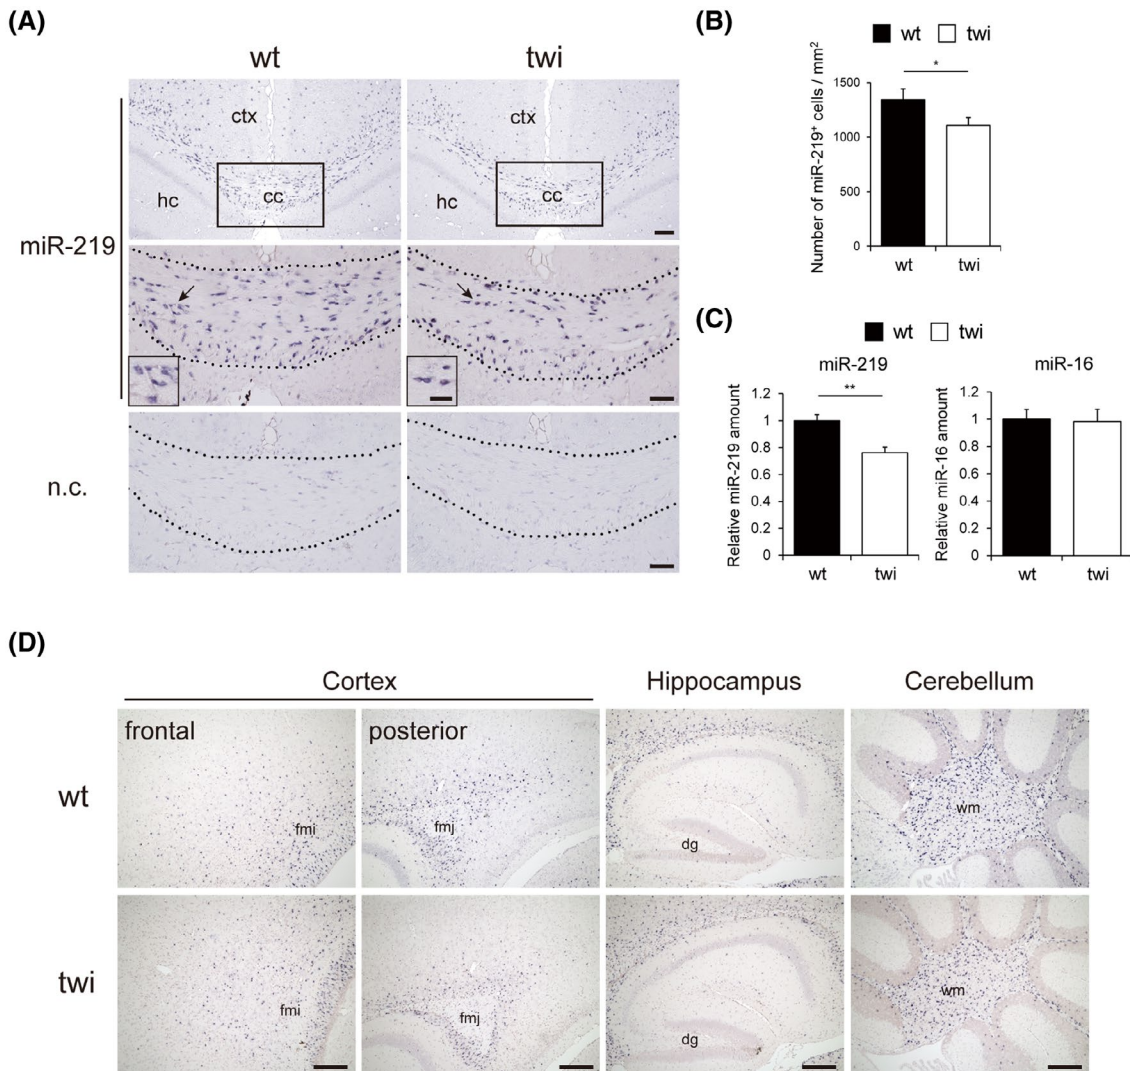 (A)
wt
twi
miR-219
ctx
hc
cc
ctx
hc
cc
n.c.
(B)
wt
twi
Number of miR-219⁺ cells / mm²
1500
1000
500
0
*
wt
twi
(C)
wt
twi
miR-219
Relative miR-219 amount
1.2
1
0.8
0.6
0.4
0.2
0
**
wt
twi
miR-16
Relative miR-16 amount
1.2
1
0.8
0.6
0.4
0.2
0
wt
twi
(D)
Cortex
Hippocampus
Cerebellum
frontal
posterior
wt
fmi
fmj
dg
wm
twi
fmi
fmj
dg
wm